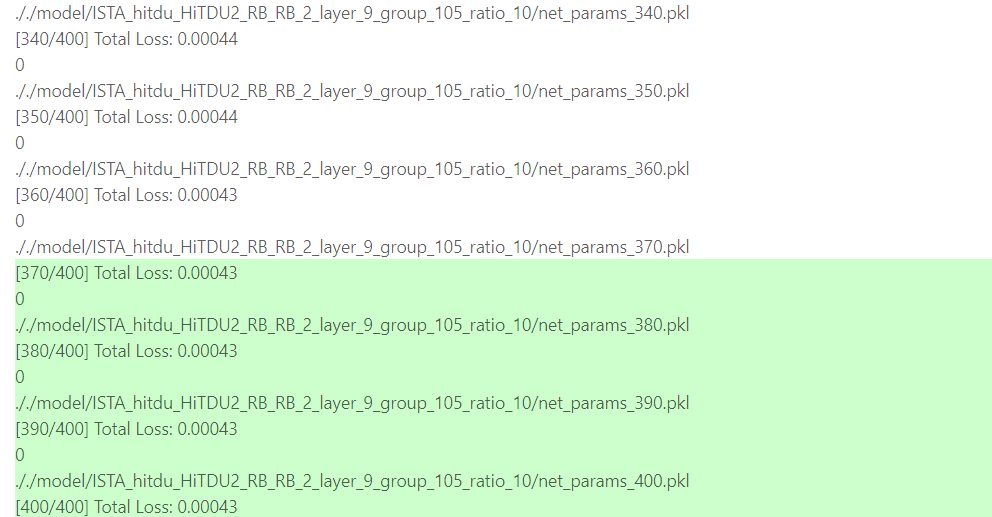 ././model/ISTA_hitdu_HiTDU2_RB_RB_2_layer_9_group_105_ratio_10/net_params_340.pkl
[340/400] Total Loss: 0.00044
0
././model/ISTA_hitdu_HiTDU2_RB_RB_2_layer_9_group_105_ratio_10/net_params_350.pkl
[350/400] Total Loss: 0.00044
0
././model/ISTA_hitdu_HiTDU2_RB_RB_2_layer_9_group_105_ratio_10/net_params_360.pkl
[360/400] Total Loss: 0.00043
0
././model/ISTA_hitdu_HiTDU2_RB_RB_2_layer_9_group_105_ratio_10/net_params_370.pkl
[370/400] Total Loss: 0.00043
0
././model/ISTA_hitdu_HiTDU2_RB_RB_2_layer_9_group_105_ratio_10/net_params_380.pkl
[380/400] Total Loss: 0.00043
0
././model/ISTA_hitdu_HiTDU2_RB_RB_2_layer_9_group_105_ratio_10/net_params_390.pkl
[390/400] Total Loss: 0.00043
0
././model/ISTA_hitdu_HiTDU2_RB_RB_2_layer_9_group_105_ratio_10/net_params_400.pkl
[400/400] Total Loss: 0.00043